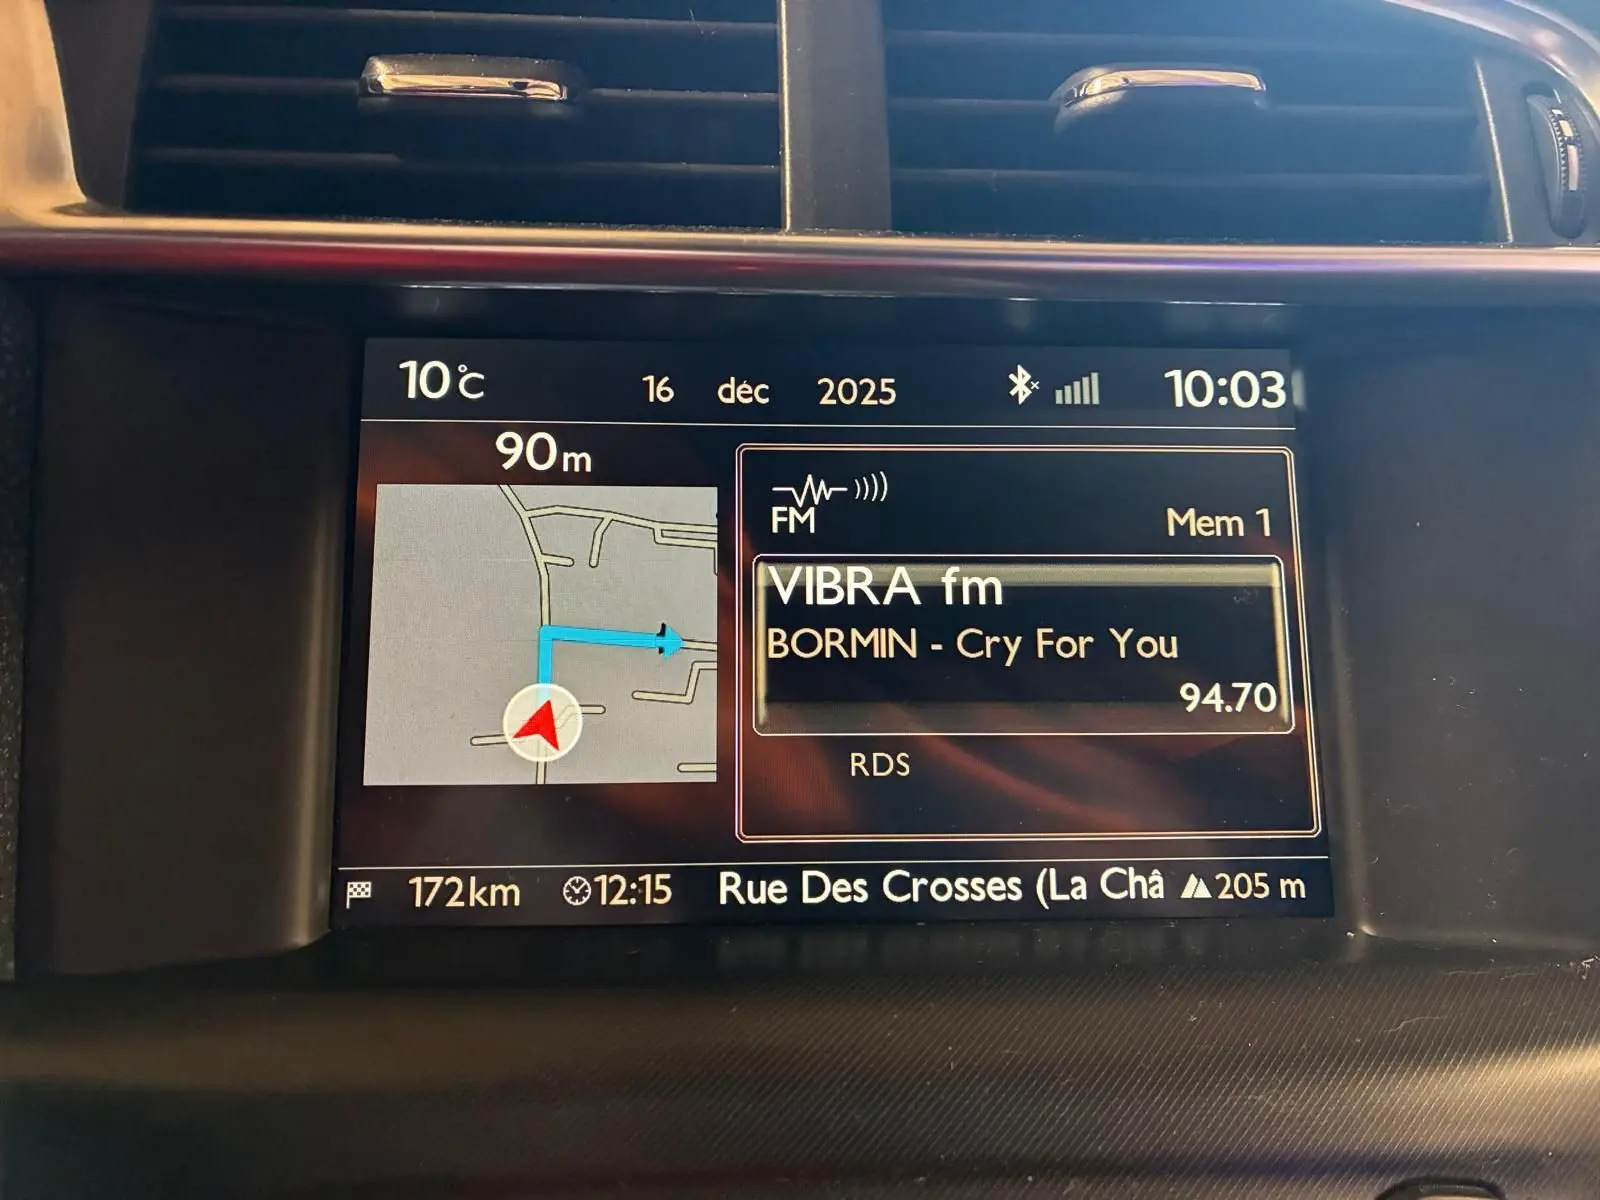 10°C 16 déc 2025 10:03
90m
FM
Mem 1
VIBRA fm
BORMIN - Cry For You
94.70
RDS
172km 12:15 Rue Des Crosses (La Châ 205 m